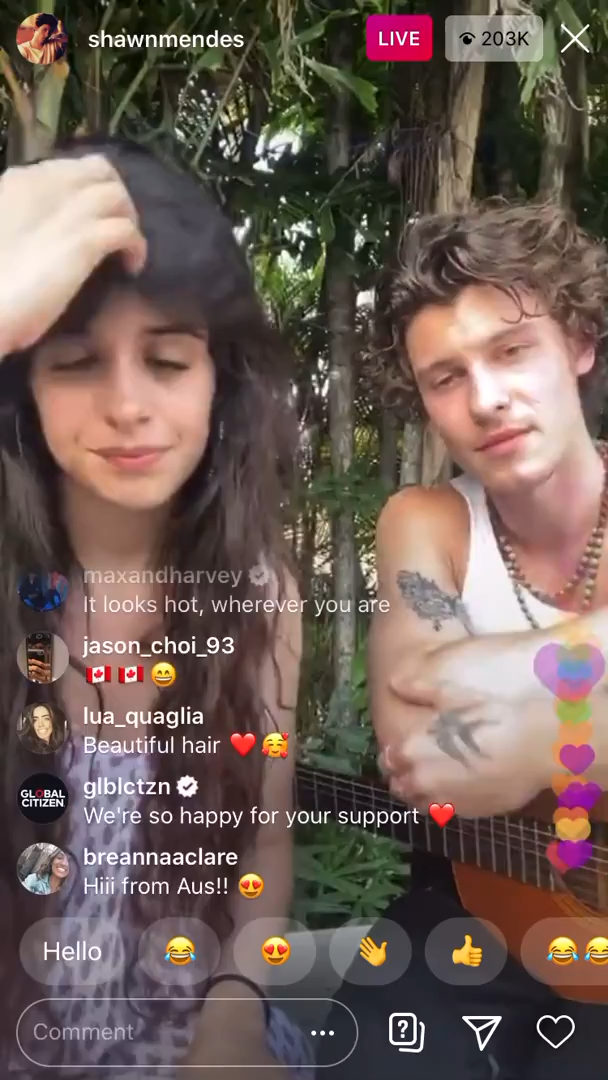 shawnmendes
LIVE
203K
maxandharvey
It looks hot, wherever you are
jason_choi_93
🇨🇦 🇨🇦 😄
lua_quaglia
Beautiful hair ❤️ 🥰
GLOBAL
CITIZEN
glblctzn
We're so happy for your support ❤️
breannaaclare
Hiii from Aus!! 😍
Hello 😂 😍 👋 👍 😂 😂
Comment ...
?